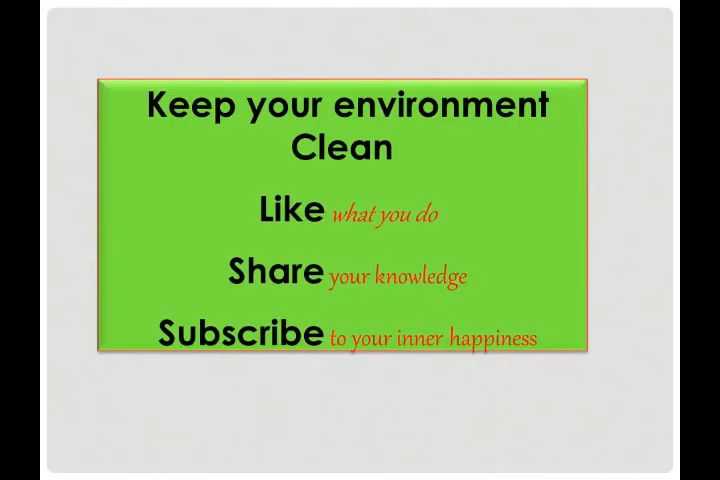 Keep your environment
Clean
Like what you do
Share your knowledge
Subscribe to your inner happiness